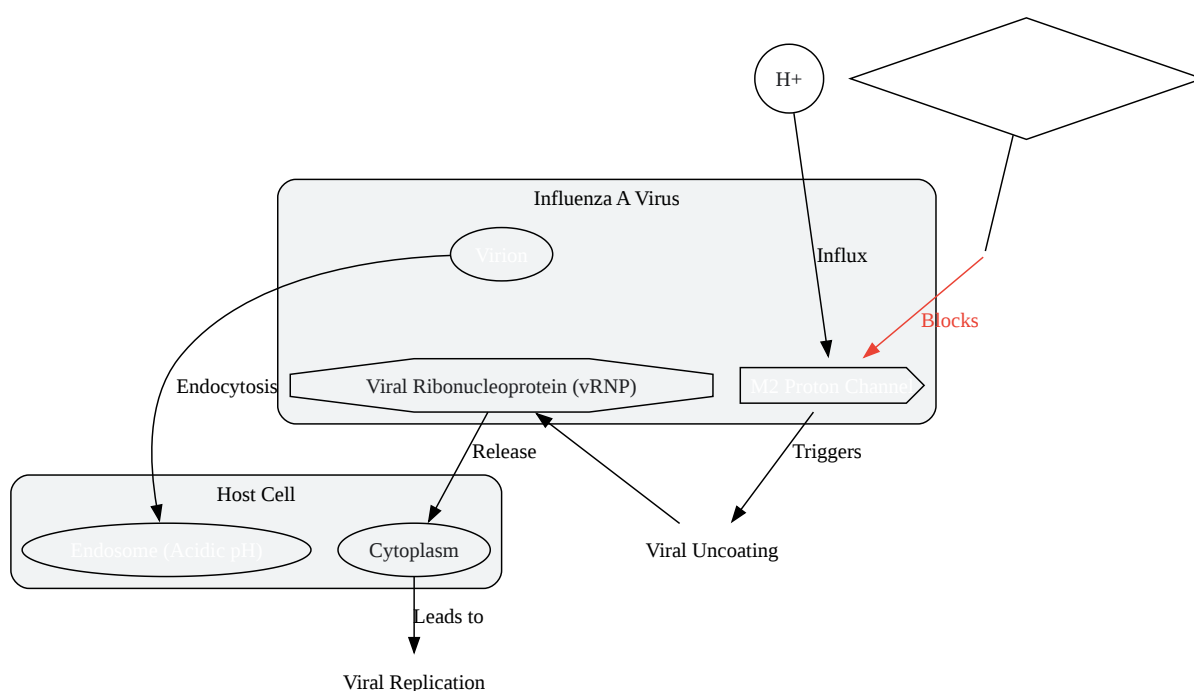 H+
Influenza A Virus
Virion
Influx
Blocks
Endocytosis
Viral Ribonucleoprotein (vRNP)
M2 Proton Channel
Release
Triggers
Host Cell
Endosome (Acidic pH)
Cytoplasm
Viral Uncoating
Leads to
Viral Replication